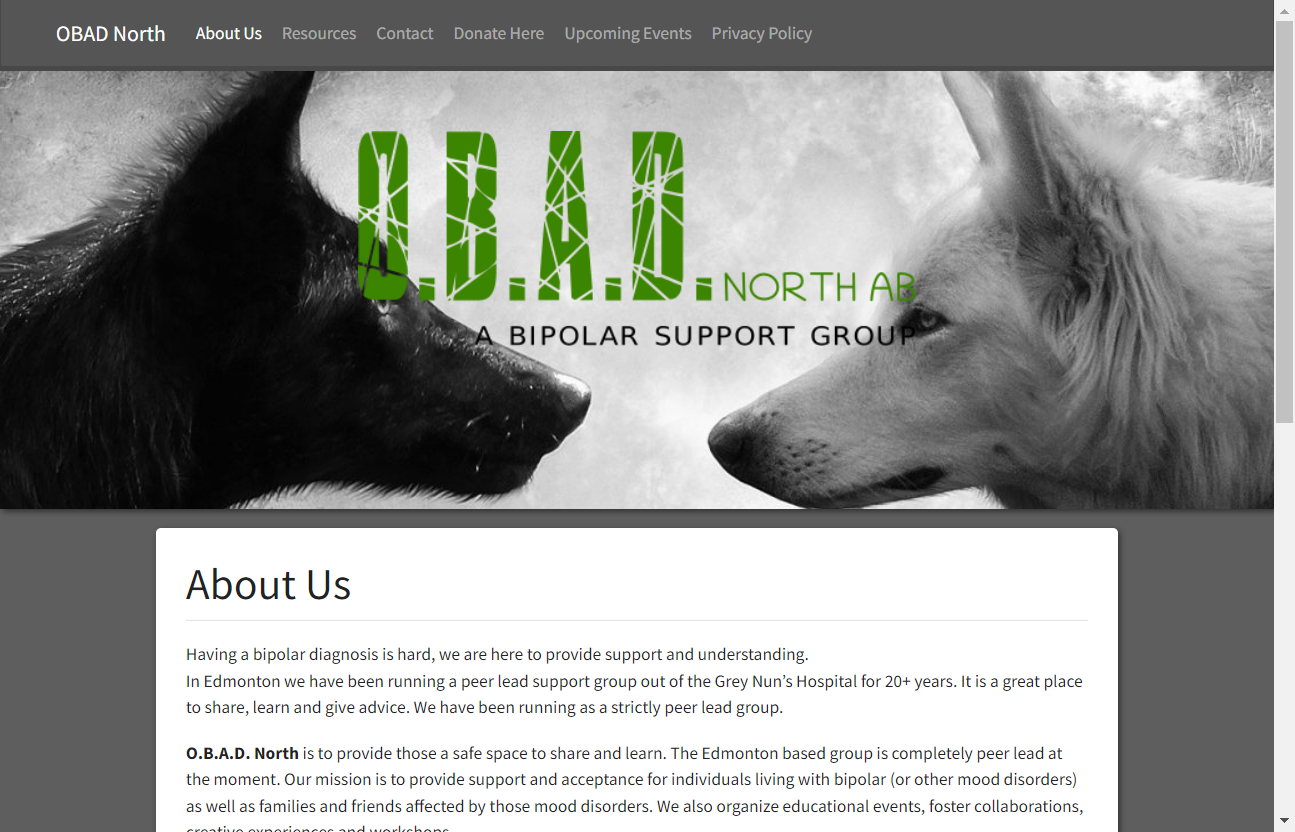 OBAD North About Us Resources Contact Donate Here Upcoming Events Privacy Policy
O.B.A.D. NORTH AB
A BIPOLAR SUPPORT GROUP
About Us
Having a bipolar diagnosis is hard, we are here to provide support and understanding.
In Edmonton we have been running a peer lead support group out of the Grey Nun’s Hospital for 20+ years. It is a great place
to share, learn and give advice. We have been running as a strictly peer lead group.
O.B.A.D. North is to provide those a safe space to share and learn. The Edmonton based group is completely peer lead at
the moment. Our mission is to provide support and acceptance for individuals living with bipolar (or other mood disorders)
as well as families and friends affected by those mood disorders. We also organize educational events, foster collaborations,
creative experiences and workshops.